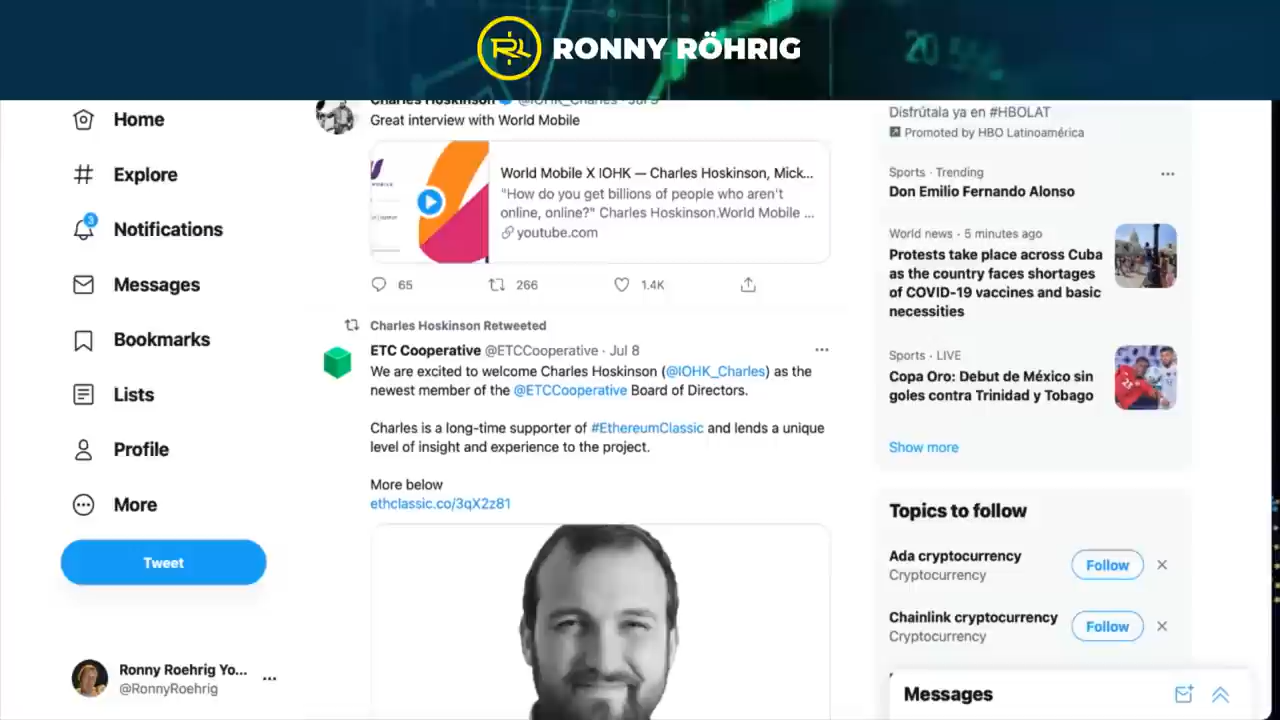 RONNY RÖHRIG
20.55%
Home
Explore
3
Notifications
Messages
Bookmarks
Lists
Profile
More
Tweet
Ronny Roehrig Yo...
@RonnyRoehrig
Charles Hoskinson @IOHK_Charles · Jul 9
Great interview with World Mobile
World Mobile X IOHK — Charles Hoskinson, Mick...
"How do you get billions of people who aren't
online, online?" Charles Hoskinson.World Mobile ...
youtube.com
65 266 1.4K
Charles Hoskinson Retweeted
ETC Cooperative @ETCCooperative · Jul 8
We are excited to welcome Charles Hoskinson (@IOHK_Charles) as the
newest member of the @ETCCooperative Board of Directors.
Charles is a long-time supporter of #EthereumClassic and lends a unique
level of insight and experience to the project.
More below
ethclassic.co/3qX2z81
Disfrútala ya en #HBOLAT
Promoted by HBO Latinoamérica
Sports · Trending
Don Emilio Fernando Alonso
World news · 5 minutes ago
Protests take place across Cuba
as the country faces shortages
of COVID-19 vaccines and basic
necessities
Sports · LIVE
Copa Oro: Debut de México sin
goles contra Trinidad y Tobago
Show more
Topics to follow
Ada cryptocurrency
Cryptocurrency
Follow
Chainlink cryptocurrency
Cryptocurrency
Follow
Messages